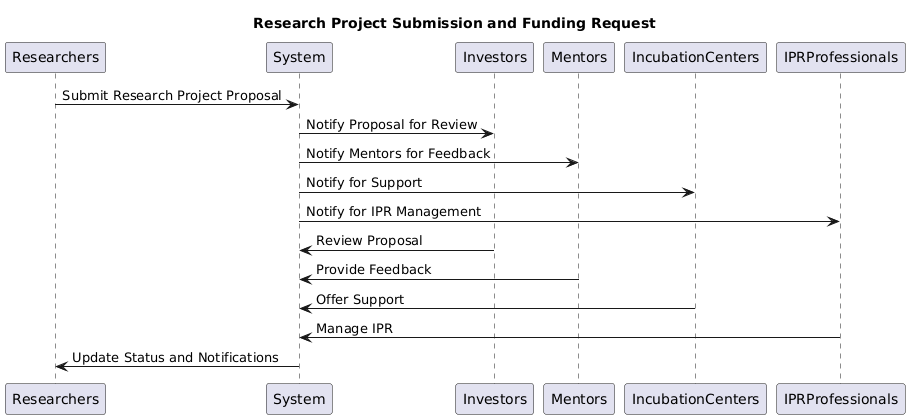 Research Project Submission and Funding Request
Researchers System Investors Mentors IncubationCenters IPRProfessionals
Submit Research Project Proposal
Notify Proposal for Review
Notify Mentors for Feedback
Notify for Support
Notify for IPR Management
Review Proposal
Provide Feedback
Offer Support
Manage IPR
Update Status and Notifications
Researchers System Investors Mentors IncubationCenters IPRProfessionals